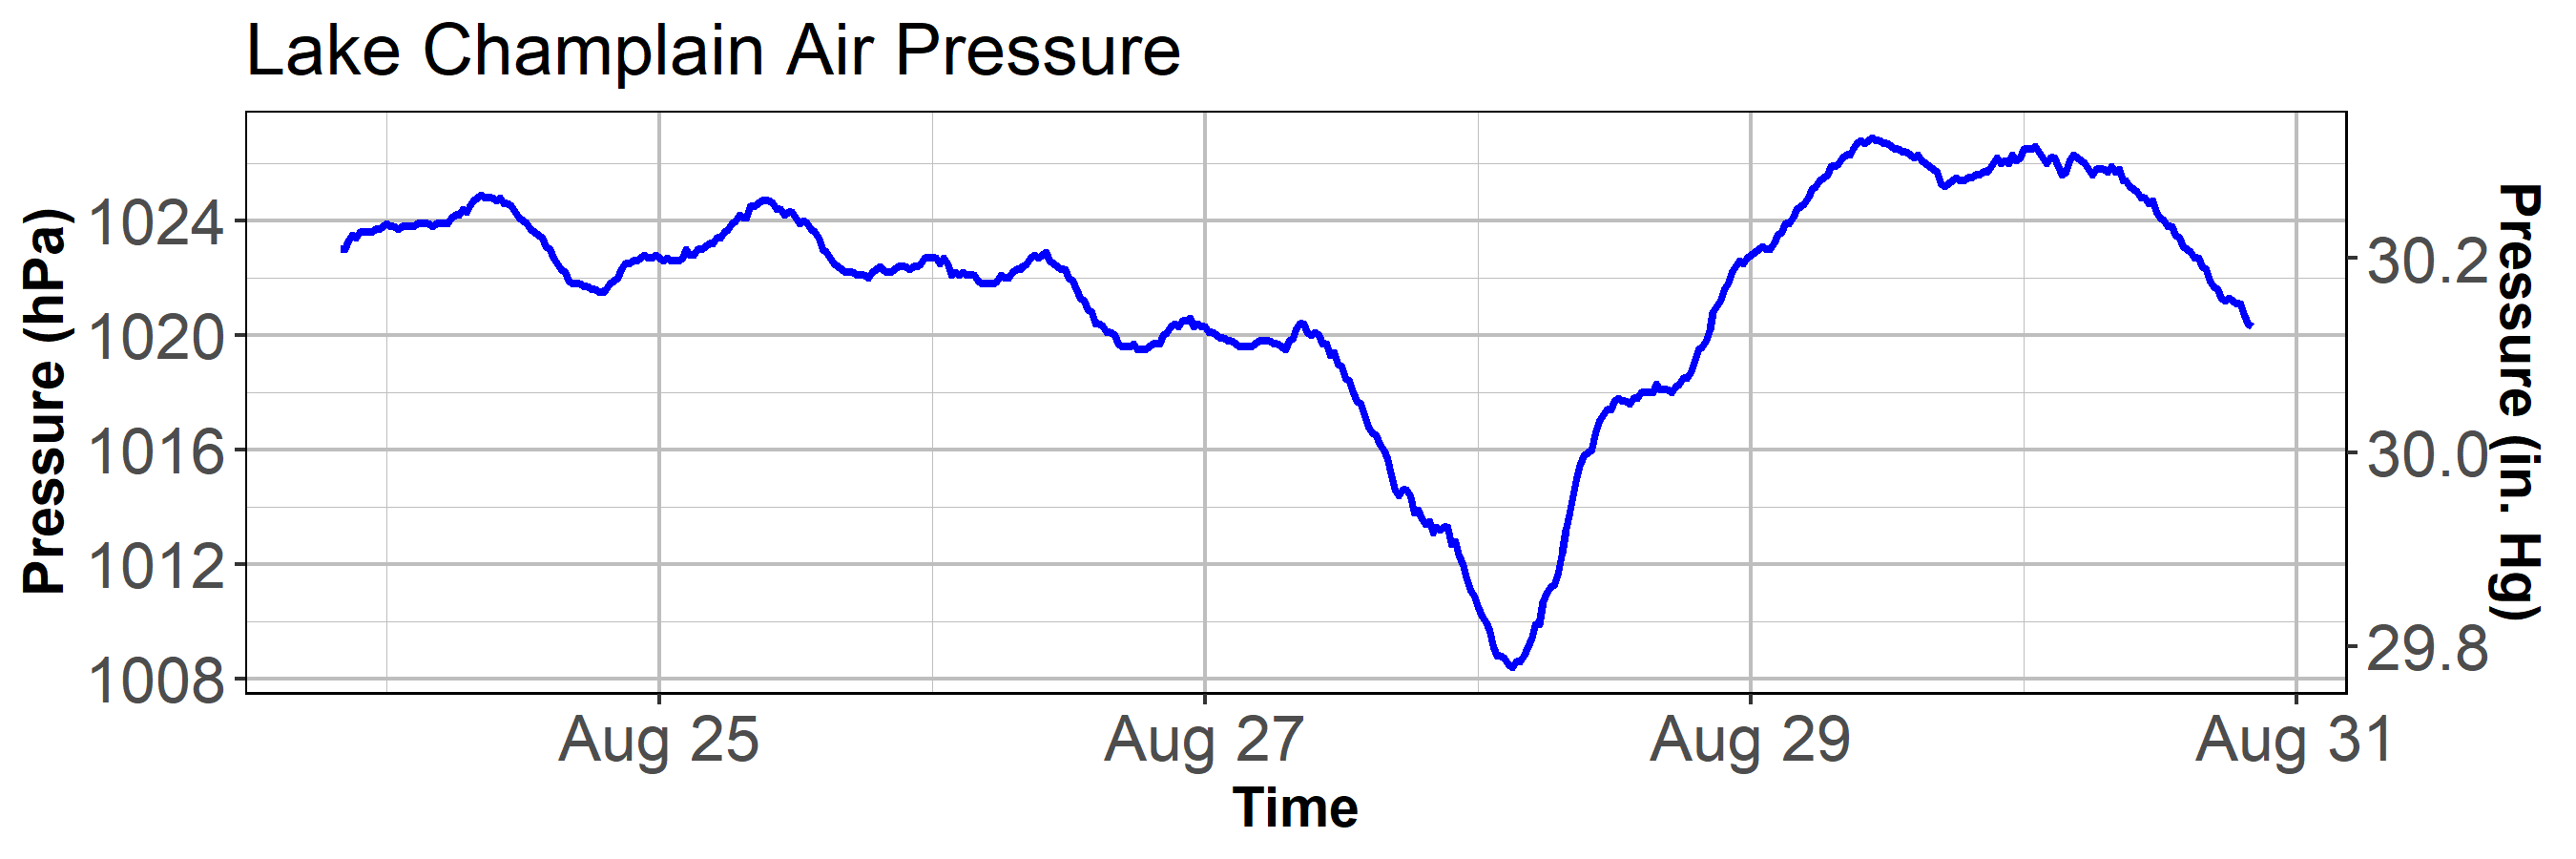 Lake Champlain Air Pressure
Pressure (hPa)
1024
1020
1016
1012
1008
30.2
30.0
29.8
Pressure (in. Hg)
Aug 25
Aug 27
Aug 29
Aug 31
Time